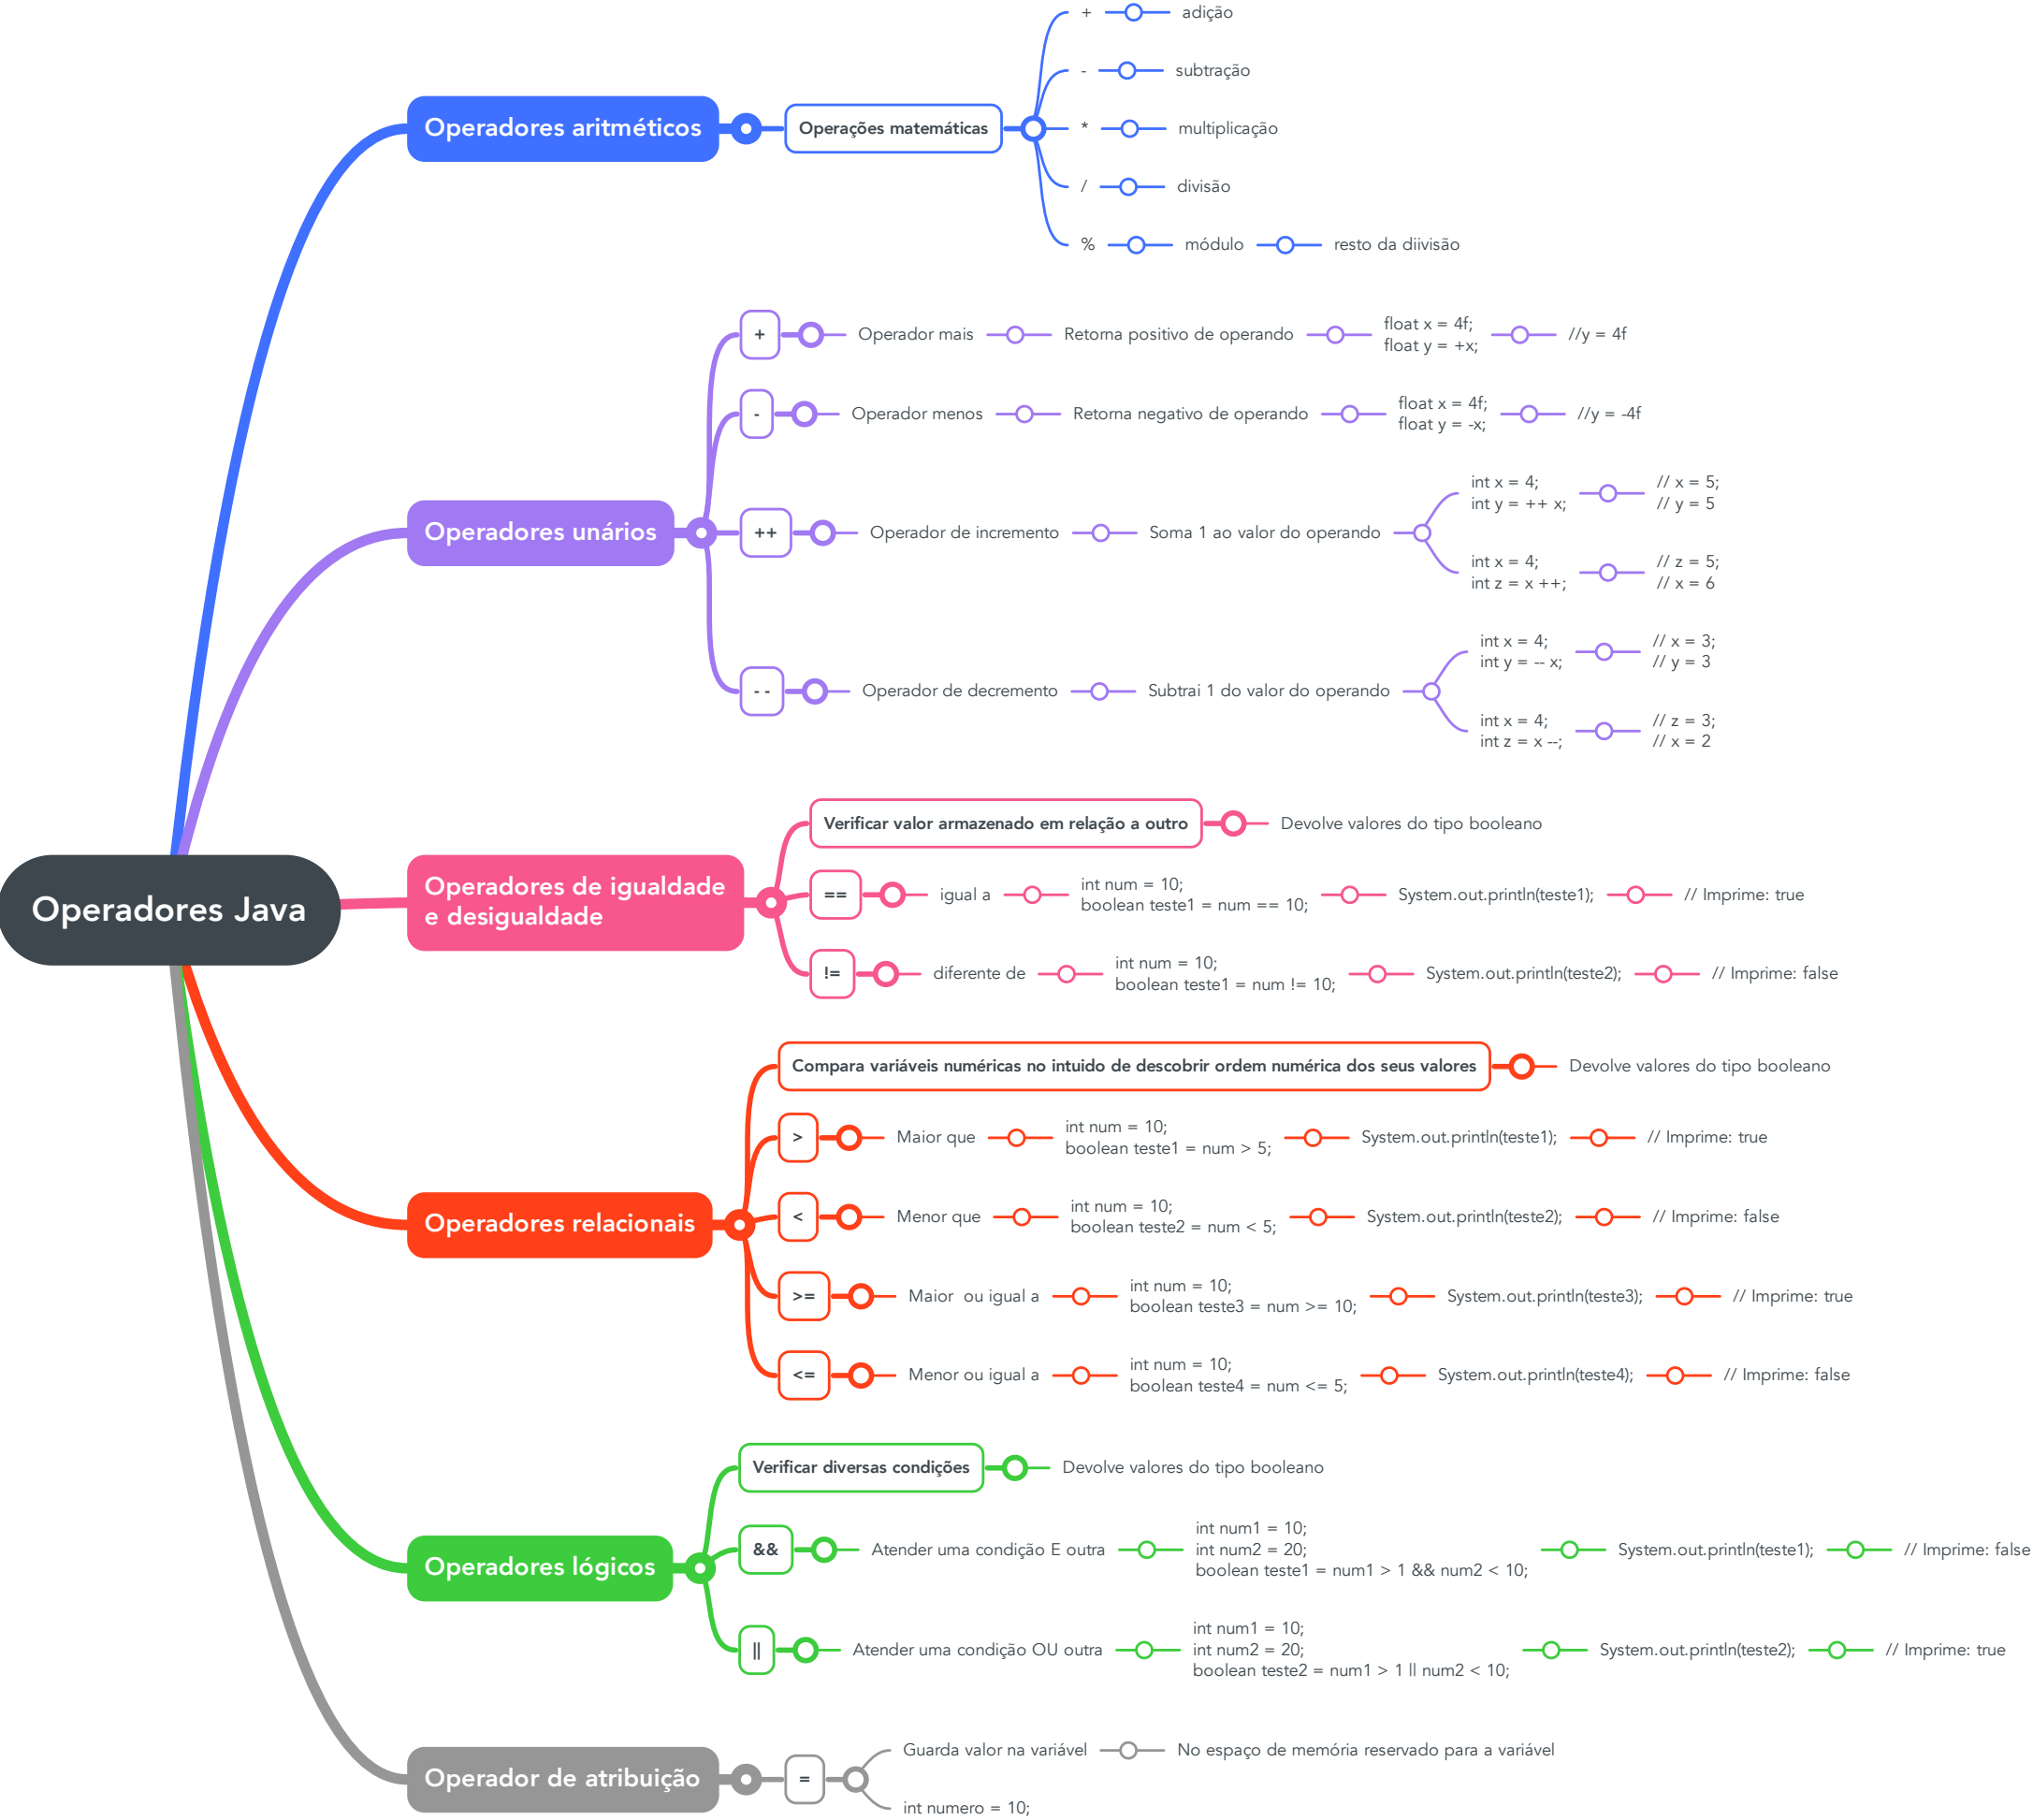 Operadores Java
Operadores aritméticos
Operações matemáticas
+
adição
-
subtração
*
multiplicação
/
divisão
%
módulo
resto da diivisão
Operadores unários
+
Operador mais
Retorna positivo de operando
float x = 4f;
float y = +x;
//y = 4f
-
Operador menos
Retorna negativo de operando
float x = 4f;
float y = -x;
//y = -4f
++
Operador de incremento
Soma 1 ao valor do operando
int x = 4;
int y = ++ x;
// x = 5;
// y = 5
int x = 4;
int z = x ++;
// z = 5;
// x = 6
- -
Operador de decremento
Subtrai 1 do valor do operando
int x = 4;
int y = -- x;
// x = 3;
// y = 3
int x = 4;
int z = x --;
// z = 3;
// x = 2
Operadores de igualdade
e desigualdade
Verificar valor armazenado em relação a outro
Devolve valores do tipo booleano
==
igual a
int num = 10;
boolean teste1 = num == 10;
System.out.println(teste1);
// Imprime: true
!=
diferente de
int num = 10;
boolean teste1 = num != 10;
System.out.println(teste2);
// Imprime: false
Operadores relacionais
Compara variáveis numéricas no intuido de descobrir ordem numérica dos seus valores
Devolve valores do tipo booleano
>
Maior que
int num = 10;
boolean teste1 = num > 5;
System.out.println(teste1);
// Imprime: true
<
Menor que
int num = 10;
boolean teste2 = num < 5;
System.out.println(teste2);
// Imprime: false
>=
Maior  ou igual a
int num = 10;
boolean teste3 = num >= 10;
System.out.println(teste3);
// Imprime: true
<=
Menor ou igual a
int num = 10;
boolean teste4 = num <= 5;
System.out.println(teste4);
// Imprime: false
Operadores lógicos
Verificar diversas condições
Devolve valores do tipo booleano
&&
Atender uma condição E outra
int num1 = 10;
int num2 = 20;
boolean teste1 = num1 > 1 && num2 < 10;
System.out.println(teste1);
// Imprime: false
||
Atender uma condição OU outra
int num1 = 10;
int num2 = 20;
boolean teste2 = num1 > 1 || num2 < 10;
System.out.println(teste2);
// Imprime: true
Operador de atribuição
=
Guarda valor na variável
No espaço de memória reservado para a variável
int numero = 10;